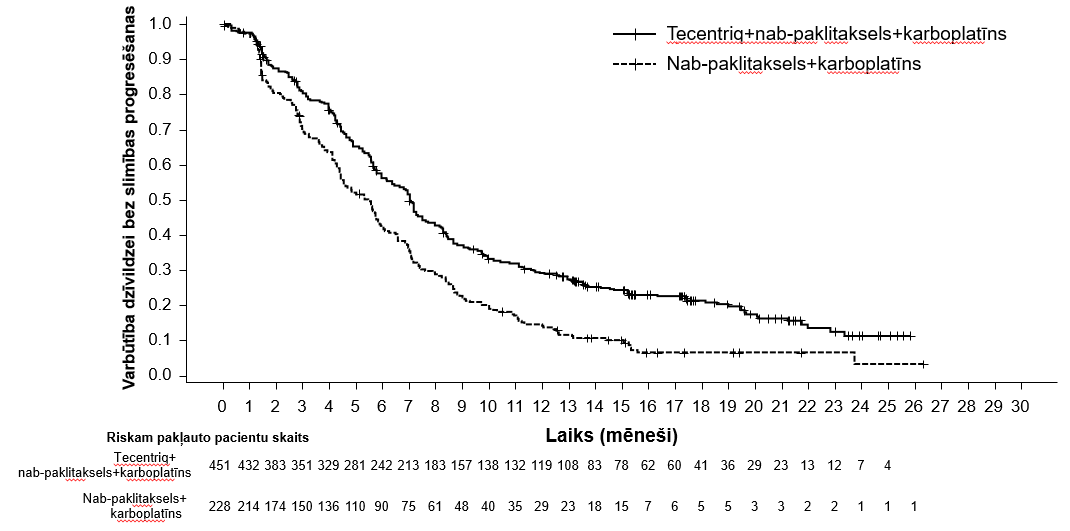 Varbūtība dzīvildzei bez slimības progresēšanas
1.0
0.9
0.8
0.7
0.6
0.5
0.4
0.3
0.2
0.1
0.0
Tecentriq+nab-paklitaksels+karboplatīns
Nab-paklitaksels+karboplatīns
0 1 2 3 4 5 6 7 8 9 10 11 12 13 14 15 16 17 18 19 20 21 22 23 24 25 26 27 28 29 30
Laiks (mēneši)
Riskam pakļauto pacientu skaits
Tecentriq+
nab-paklitaksels+karboplatīns
451 432 383 351 329 281 242 213 183 157 138 132 119 108 83 78 62 60 41 36 29 23 13 12 7 4
Nab-paklitaksels+
karboplatīns
228 214 174 150 136 110 90 75 61 48 40 35 29 23 18 15 7 6 5 5 3 3 2 2 1 1 1